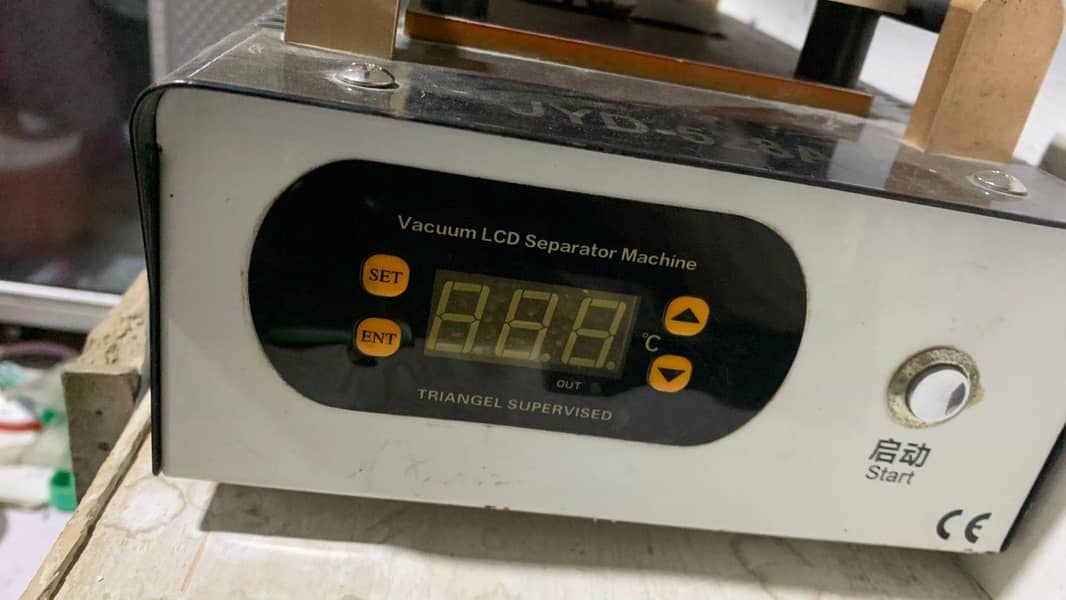 Vacuum LCD Separator Machine
SET
ENT
℃
OUT
TRIANGEL SUPERVISED
启动
Start
CE